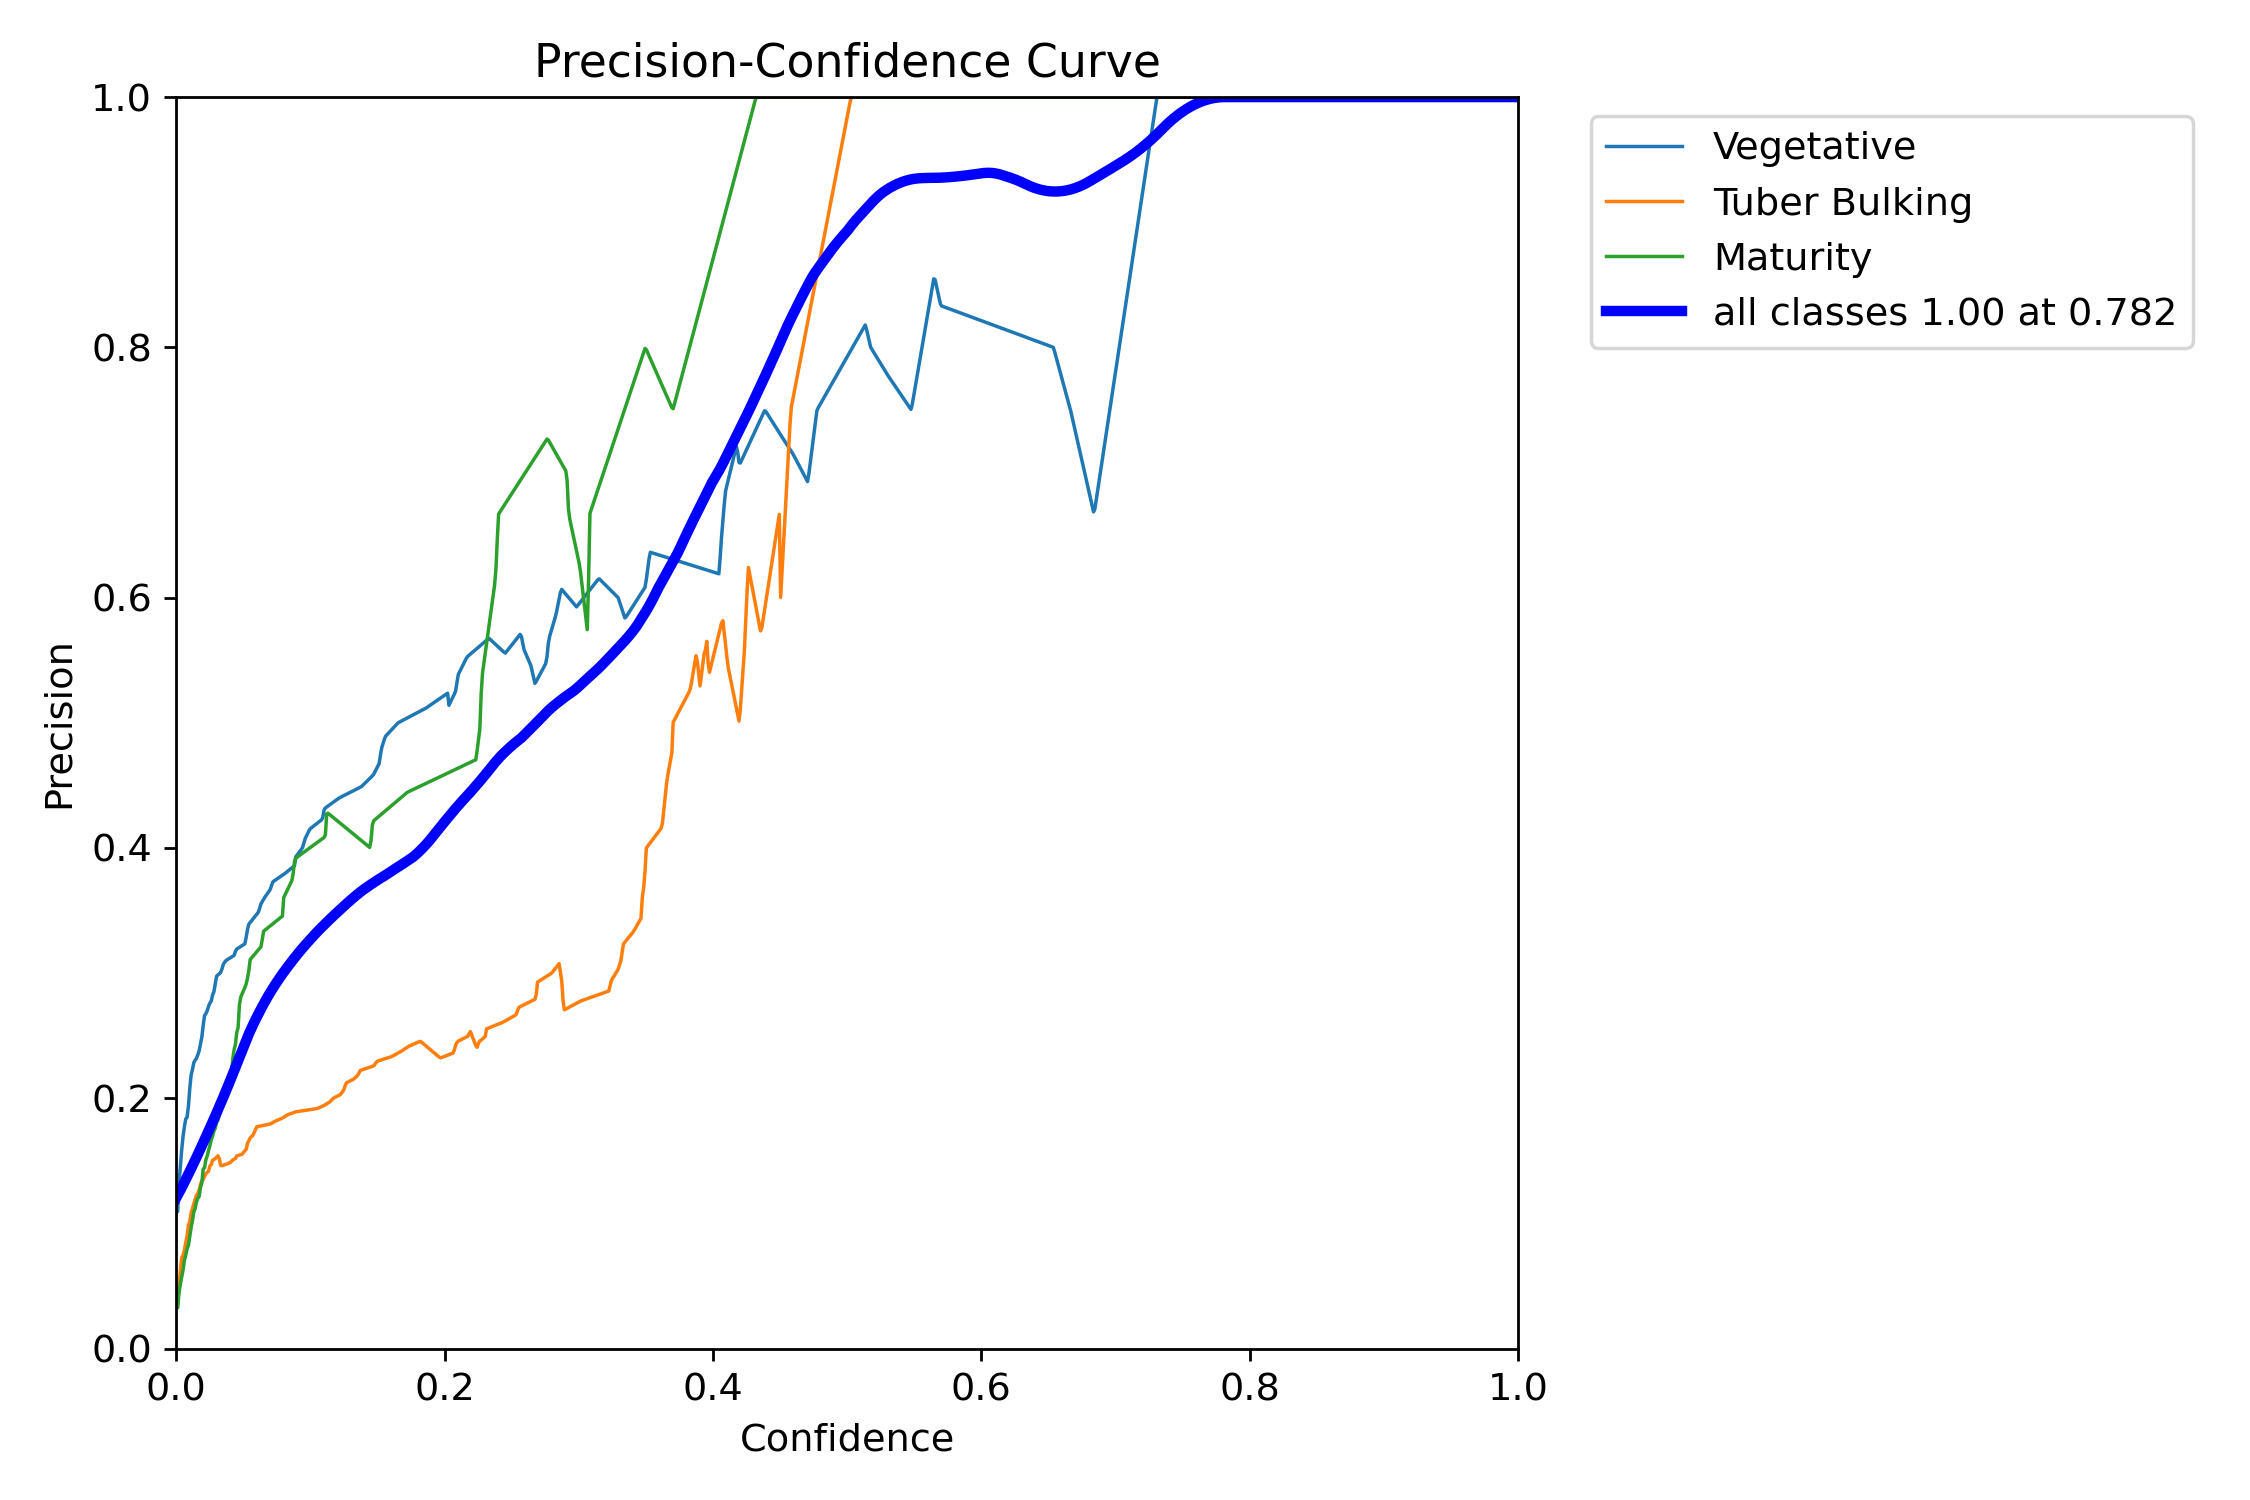 Precision-Confidence Curve
1.0
0.8
0.6
0.4
0.2
0.0
Precision
0.0 0.2 0.4 0.6 0.8 1.0
Confidence
Vegetative
Tuber Bulking
Maturity
all classes 1.00 at 0.782